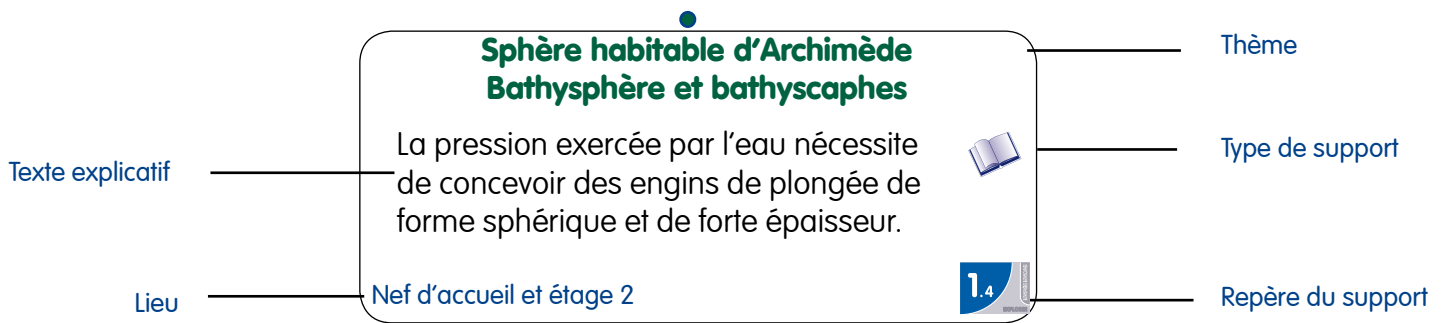 Sphère habitable d'Archimède
Bathysphère et bathyscaphes
Thème
La pression exercée par l'eau nécessite
de concevoir des engins de plongée de
forme sphérique et de forte épaisseur.
Texte explicatif
Type de support
Lieu
Nef d'accueil et étage 2
1.4
Repère du support